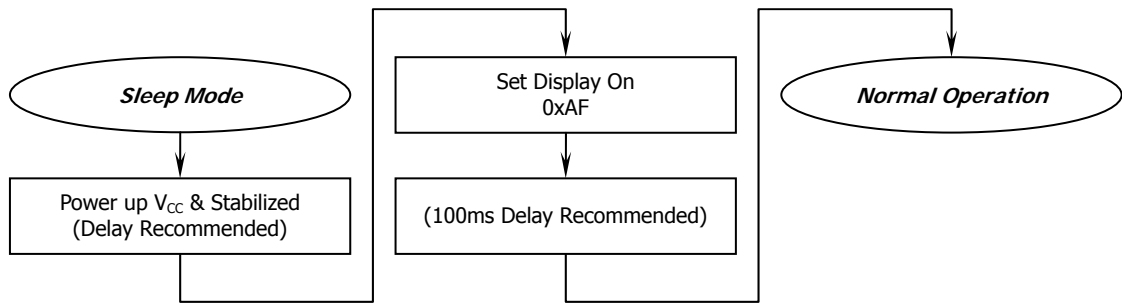 Sleep Mode
Power up VCC & Stabilized
(Delay Recommended)
Set Display On
0xAF
(100ms Delay Recommended)
Normal Operation